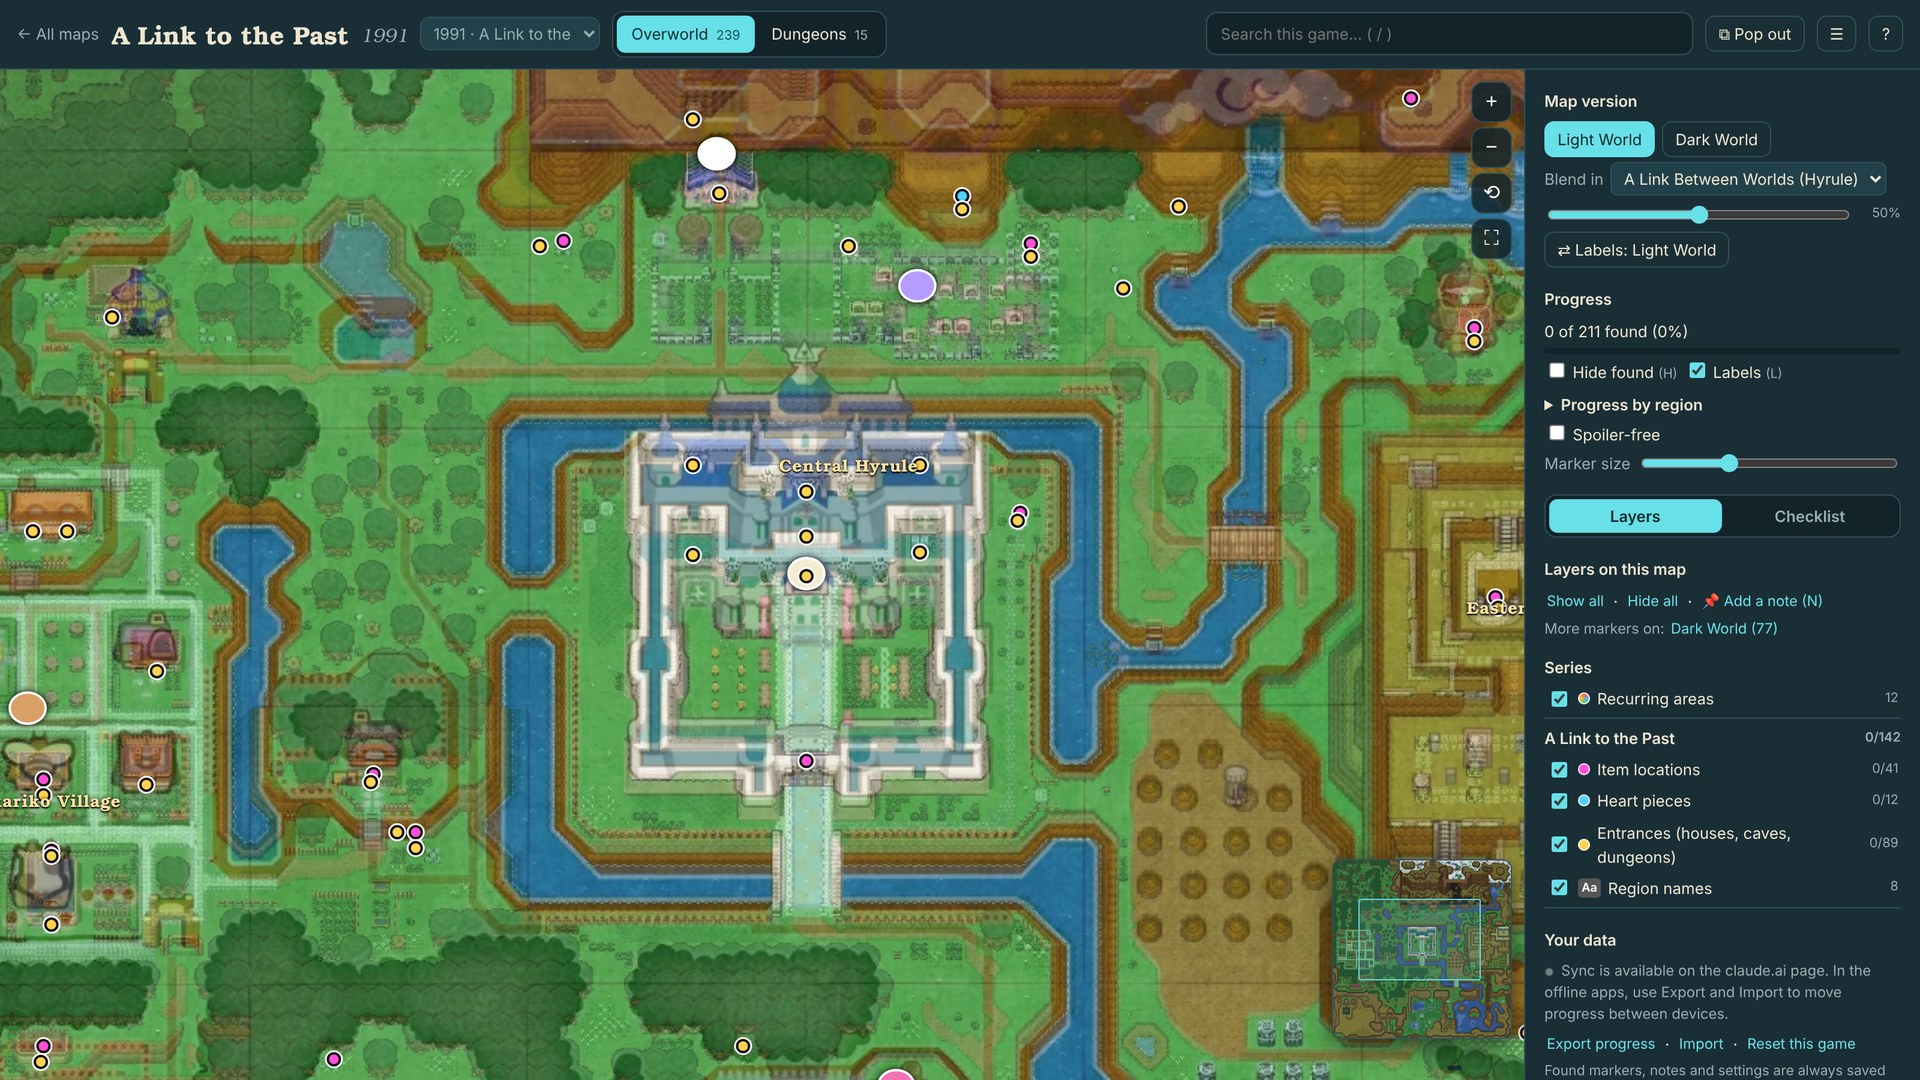 ← All maps
A Link to the Past 1991
1991 · A Link to the
Overworld 239
Dungeons 15
Search this game... ( / )
Pop out
?
Map version
Light World
Dark World
Blend in
A Link Between Worlds (Hyrule)
50%
⇄ Labels: Light World
Progress
0 of 211 found (0%)
Hide found (H)
Labels (L)
Progress by region
Spoiler-free
Marker size
Layers
Checklist
Layers on this map
Show all · Hide all · 📌 Add a note (N)
More markers on: Dark World (77)
Series
Recurring areas 12
A Link to the Past 0/142
Item locations 0/41
Heart pieces 0/12
Entrances (houses, caves,
dungeons) 0/89
Aa Region names 8
Your data
Sync is available on the claude.ai page. In the
offline apps, use Export and Import to move
progress between devices.
Export progress · Import · Reset this game
Found markers, notes and settings are always saved
Central Hyrule
Easter
ariko Village